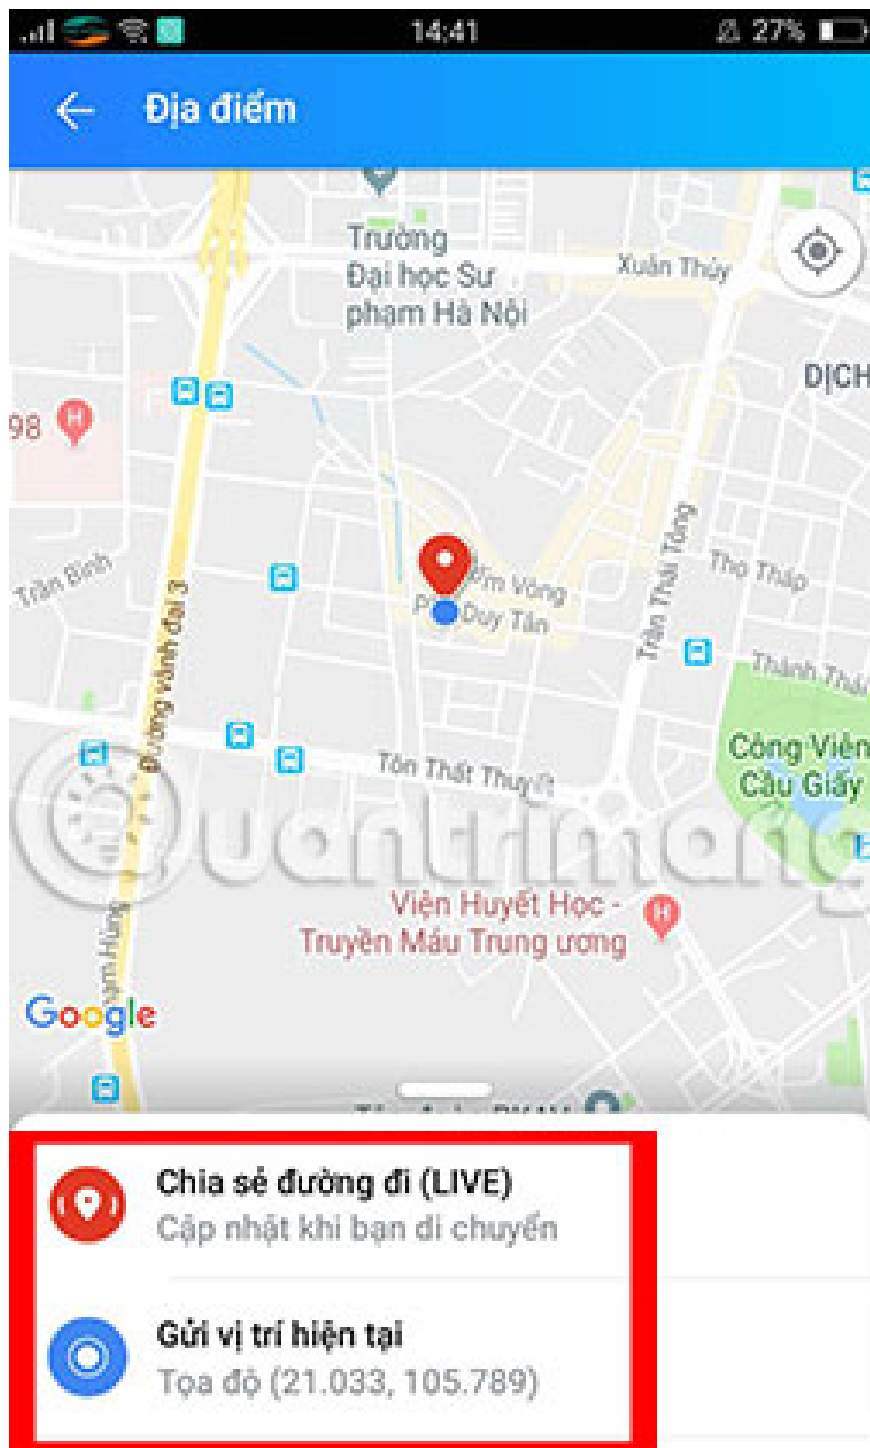 14:41
27%
Địa điểm
Trường
Đại học Sư
phạm Hà Nội
Xuân Thủy
DỊCH
98
H
Trần Bình
Đường vành đai 3
Vòng
Duy Tân
Trần Thái Tông
Thọ Tháp
Thành Thái
Công Viên
Cầu Giấy
Tôn Thất Thuyết
Quantrimang
Viện Huyết Học -
Truyền Máu Trung ương
H
Google
Chia sẻ đường đi (LIVE)
Cập nhật khi bạn di chuyển
Gửi vị trí hiện tại
Tọa độ (21.033, 105.789)